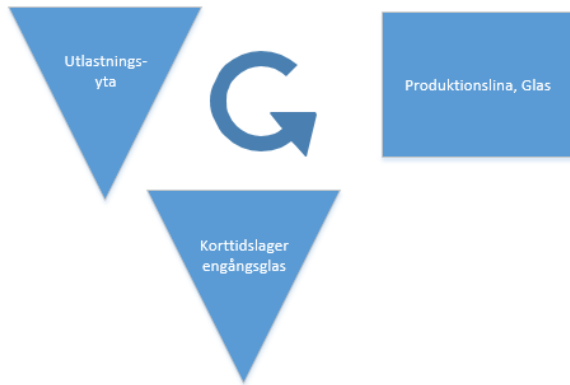 Utlastnings-
yta
Produktionslina, Glas
Korttidslager
engångsglas